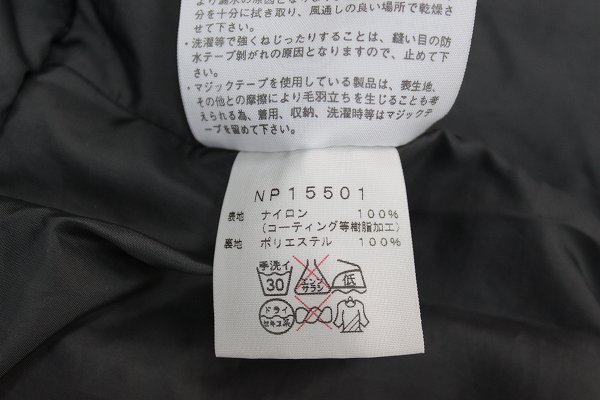 より漏水の原因となりますので、水
分を十分に拭き取り、風通しの良い場所で乾燥さ
せて下さい。
・洗濯等で強くねじったりすることは、縫い目の防
水テープ剥がれの原因となりますので、止めて下
さい。
・マジックテープを使用している製品は、表生地、
その他との摩擦により毛羽立ちを生じることも考
えられる為、着用、収納、洗濯時等はマジックテ
ープを留めて下さい。
NP15501
表地 ナイロン 100%
(コーティング等樹脂加工)
裏地 ポリエステル 100%
手洗イ
30
エンソ
サラシ
低
ドライ
セキユ系